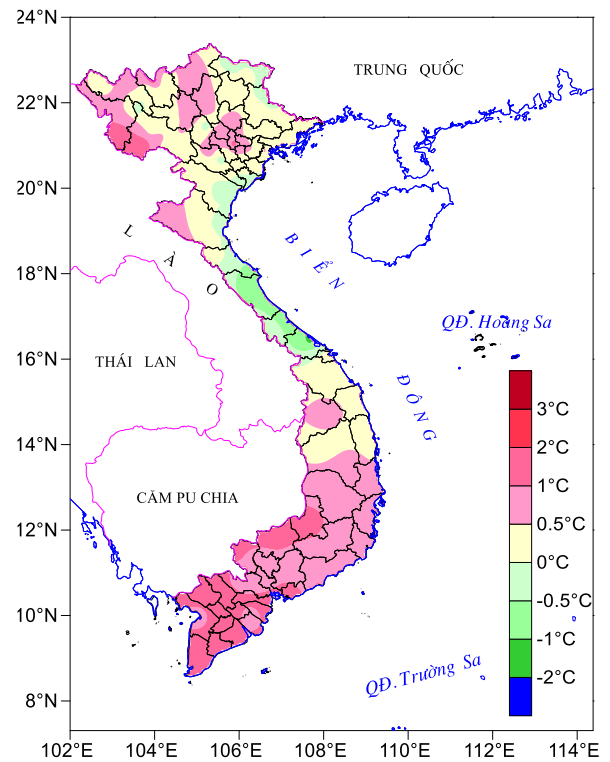 24°N
TRUNG QUỐC
22°N
20°N
LÀO
BIỂN
18°N
QĐ. Hoàng Sa
16°N
THÁI LAN
ĐÔNG
3°C
14°N
2°C
1°C
CĂM PU CHIA
0.5°C
12°N
0°C
-0.5°C
10°N
-1°C
-2°C
QĐ. Trường Sa
8°N
102°E 104°E 106°E 108°E 110°E 112°E 114°E